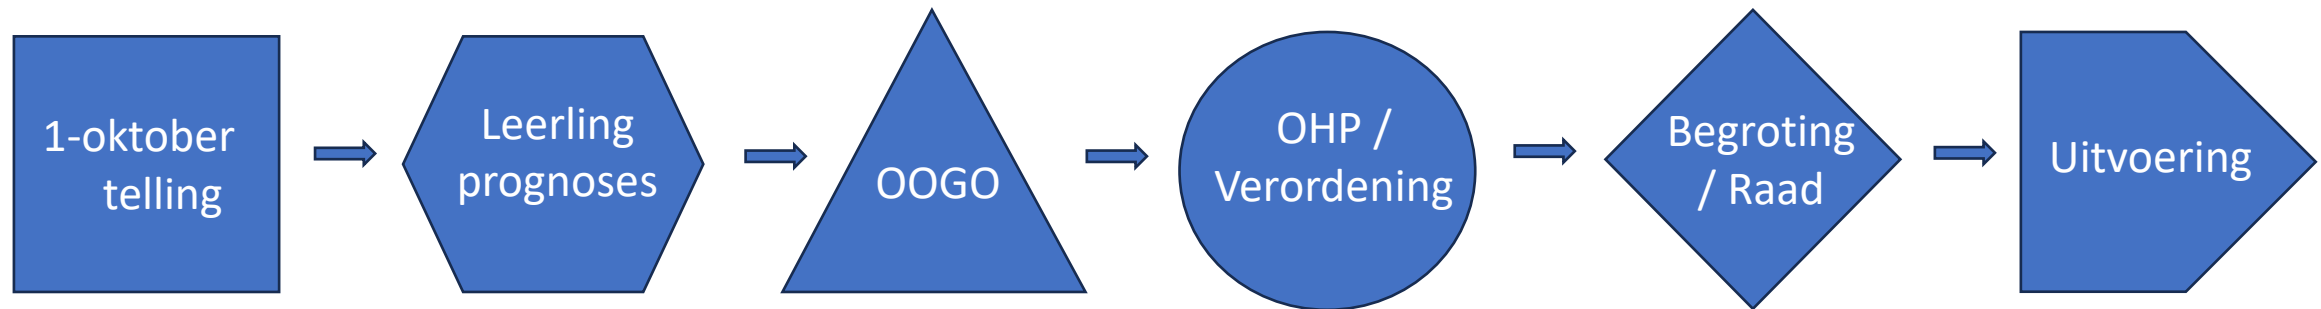 1-oktober
telling
Leerling
prognoses
OOGO
OHP /
Verordening
Begroting
/ Raad
Uitvoering